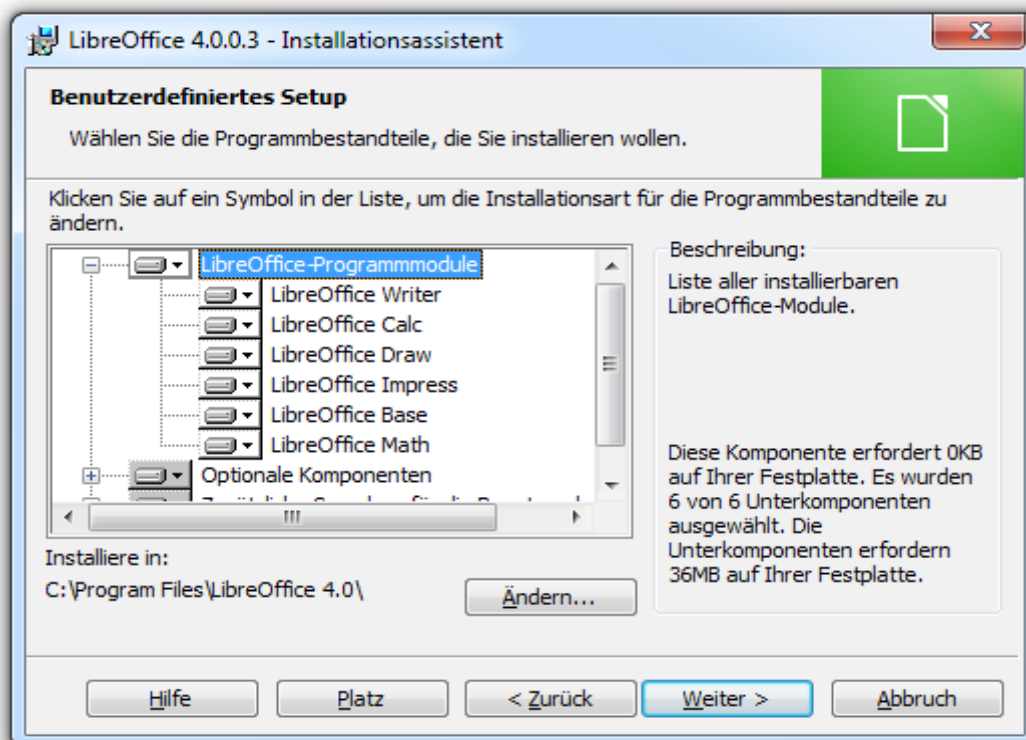 LibreOffice 4.0.0.3 - Installationsassistent
Benutzerdefiniertes Setup
Wählen Sie die Programmbestandteile, die Sie installieren wollen.
Klicken Sie auf ein Symbol in der Liste, um die Installationsart für die Programmbestandteile zu
ändern.
LibreOffice-Programmmodule
LibreOffice Writer
LibreOffice Calc
LibreOffice Draw
LibreOffice Impress
LibreOffice Base
LibreOffice Math
Optionale Komponenten
Beschreibung:
Liste aller installierbaren
LibreOffice-Module.
Diese Komponente erfordert 0KB
auf Ihrer Festplatte. Es wurden
6 von 6 Unterkomponenten
ausgewählt. Die
Unterkomponenten erfordern
36MB auf Ihrer Festplatte.
Installiere in:
C:\Program Files\LibreOffice 4.0\
Ändern...
Hilfe
Platz
< Zurück
Weiter >
Abbruch